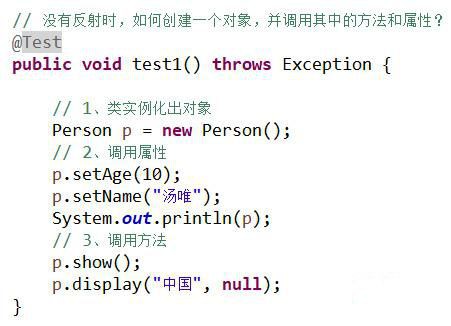 // 没有反射时，如何创建一个对象，并调用其中的方法和属性？
@Test
public void test1() throws Exception {
// 1、类实例化出对象
Person p = new Person();
// 2、调用属性
p.setAge(10);
p.setName("汤唯");
System.out.println(p);
// 3、调用方法
p.show();
p.display("中国", null);
}